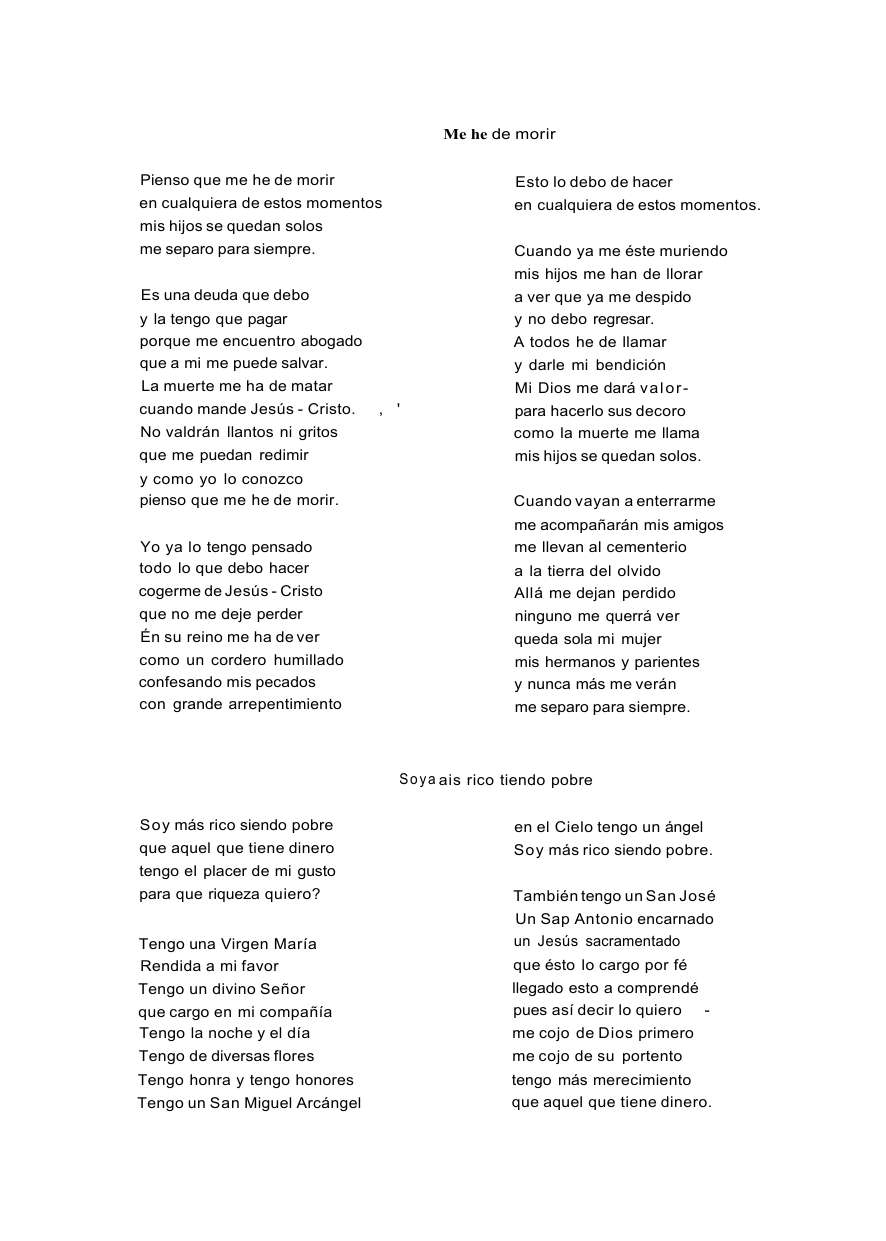 Me he de morir
Pienso que me he de morir
en cualquiera de estos momentos
mis hijos se quedan solos
me separo para siempre.
Es una deuda que debo
y la tengo que pagar
porque me encuentro abogado
que a mi me puede salvar.
La muerte me ha de matar
cuando mande Jesús - Cristo. , '
No valdrán llantos ni gritos
que me puedan redimir
y como yo lo conozco
pienso que me he de morir.
Yo ya lo tengo pensado
todo lo que debo hacer
cogerme de Jesús - Cristo
que no me deje perder
Én su reino me ha de ver
como un cordero humillado
confesando mis pecados
con grande arrepentimiento
Esto lo debo de hacer
en cualquiera de estos momentos.
Cuando ya me éste muriendo
mis hijos me han de llorar
a ver que ya me despido
y no debo regresar.
A todos he de llamar
y darle mi bendición
Mi Dios me dará valor-
para hacerlo sus decoro
como la muerte me llama
mis hijos se quedan solos.
Cuando vayan a enterrarme
me acompañarán mis amigos
me llevan al cementerio
a la tierra del olvido
Allá me dejan perdido
ninguno me querrá ver
queda sola mi mujer
mis hermanos y parientes
y nunca más me verán
me separo para siempre.
Soya ais rico tiendo pobre
Soy más rico siendo pobre
que aquel que tiene dinero
tengo el placer de mi gusto
para que riqueza quiero?
Tengo una Virgen María
Rendida a mi favor
Tengo un divino Señor
que cargo en mi compañía
Tengo la noche y el día
Tengo de diversas flores
Tengo honra y tengo honores
Tengo un San Miguel Arcángel
en el Cielo tengo un ángel
Soy más rico siendo pobre.
También tengo un San José
Un Sap Antonio encarnado
un Jesús sacramentado
que ésto lo cargo por fé
llegado esto a comprendé
pues así decir lo quiero -
me cojo de Dios primero
me cojo de su portento
tengo más merecimiento
que aquel que tiene dinero.